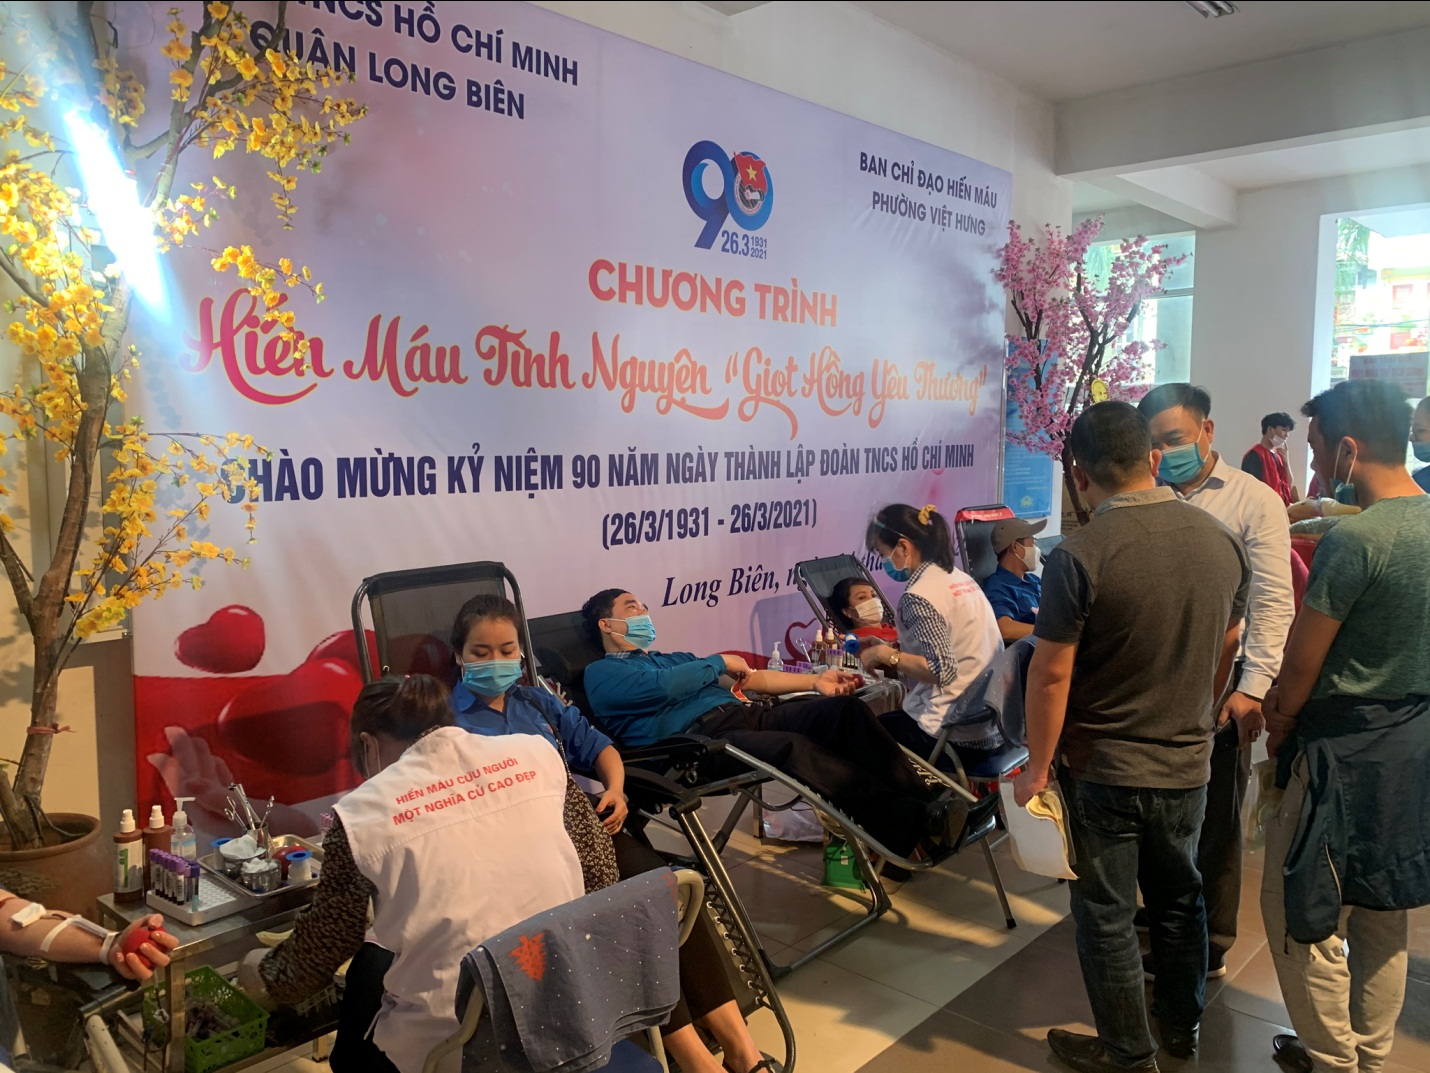 TNCS HỒ CHÍ MINH
QUẬN LONG BIÊN
BAN CHỈ ĐẠO HIẾN MÁU
PHƯỜNG VIỆT HƯNG
90
26.3 1931 2021
CHƯƠNG TRÌNH
Hiến Máu Tình Nguyện "Giọt Hồng Yêu Thương"
CHÀO MỪNG KỶ NIỆM 90 NĂM NGÀY THÀNH LẬP ĐOÀN TNCS HỒ CHÍ MINH
(26/3/1931 - 26/3/2021)
Long Biên,
HIẾN MÁU CỨU NGƯỜI
MỘT NGHĨA CỬ CAO ĐẸP